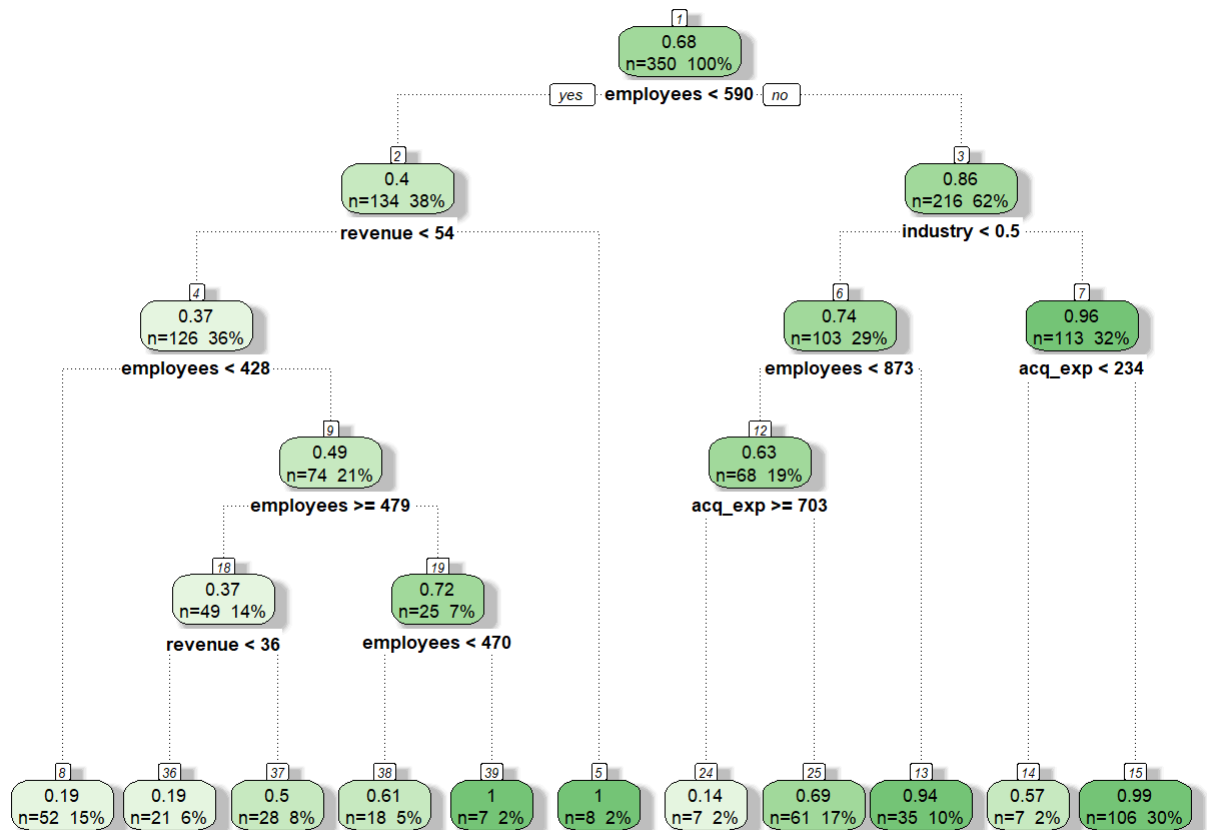 1
0.68
n=350 100%
yes employees < 590 no
2
0.4
n=134 38%
revenue < 54
3
0.86
n=216 62%
industry < 0.5
4
0.37
n=126 36%
employees < 428
6
0.74
n=103 29%
employees < 873
7
0.96
n=113 32%
acq_exp < 234
9
0.49
n=74 21%
employees >= 479
12
0.63
n=68 19%
acq_exp >= 703
18
0.37
n=49 14%
revenue < 36
19
0.72
n=25 7%
employees < 470
8
0.19
n=52 15%
36
0.19
n=21 6%
37
0.5
n=28 8%
38
0.61
n=18 5%
39
1
n=7 2%
5
1
n=8 2%
24
0.14
n=7 2%
25
0.69
n=61 17%
13
0.94
n=35 10%
14
0.57
n=7 2%
15
0.99
n=106 30%